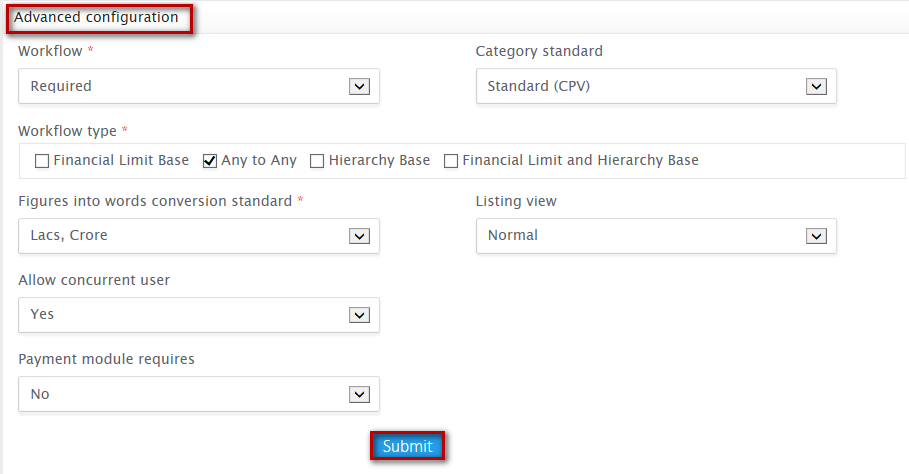 Advanced configuration
Workflow * Category standard
Required Standard (CPV)
Workflow type *
Financial Limit Base Any to Any Hierarchy Base Financial Limit and Hierarchy Base
Figures into words conversion standard * Listing view
Lacs, Crore Normal
Allow concurrent user
Yes
Payment module requires
No
Submit